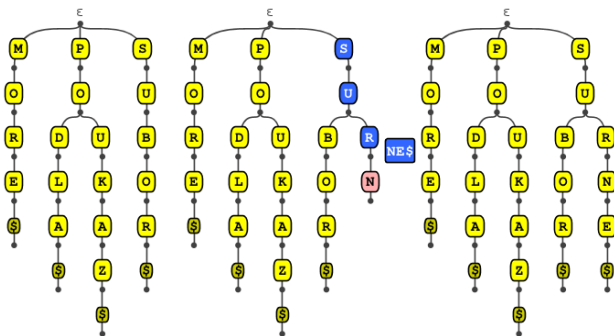 ε ε ε
M P S M P S M P S
O O U O O U O O U
R D U B R D U B R R D U B R
NE$
E L K O E L K O N E L K O N
$ A A R $ A A R $ A A R E
$ Z $ $ Z $ $ Z $ $
$ $ $